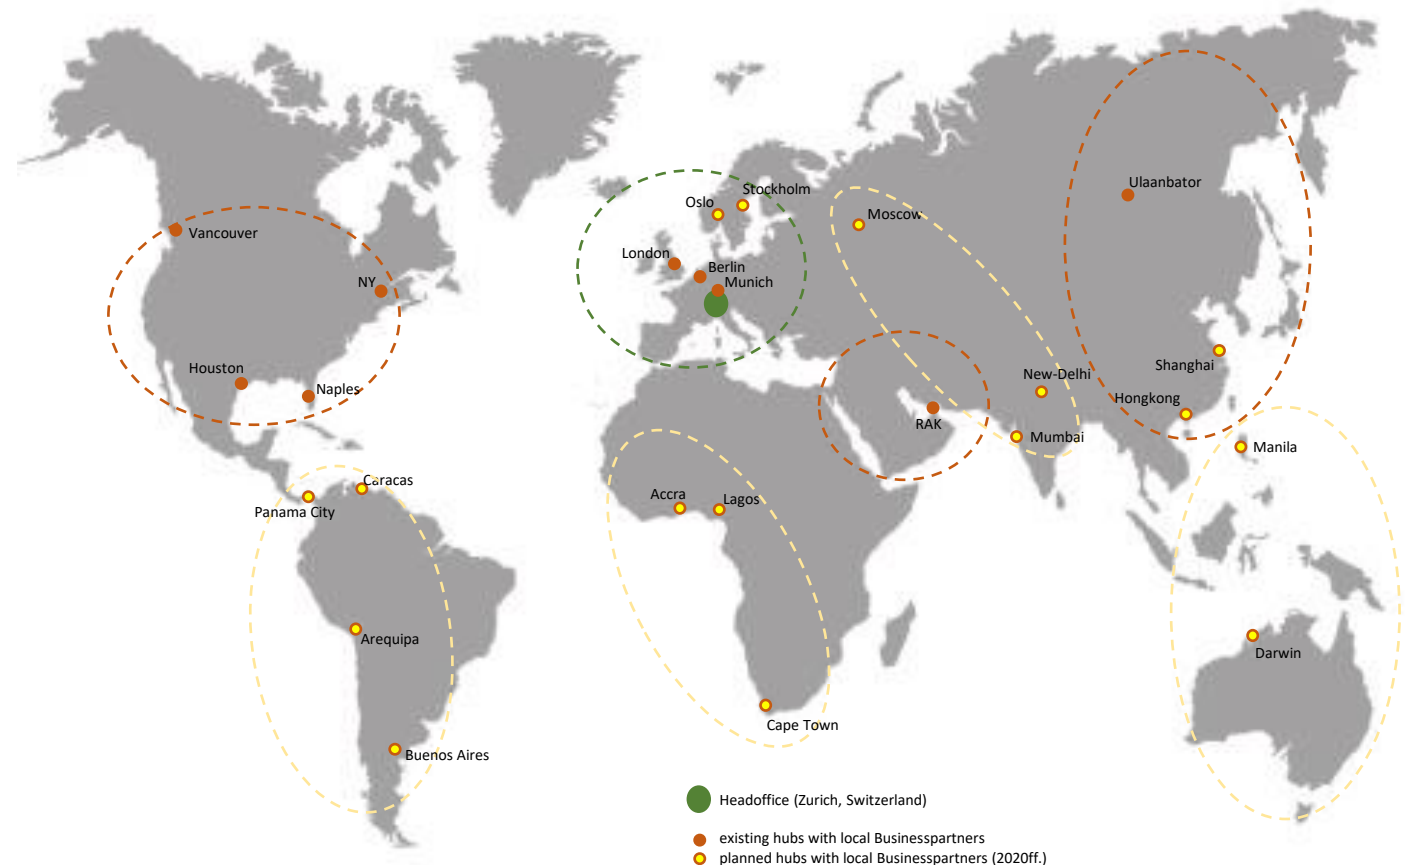 Stockholm
Oslo
Ulaanbator
Moscow
Vancouver
London
Berlin
Munich
NY
Houston
Naples
Shanghai
New-Delhi
Hongkong
RAK
Mumbai
Manila
Caracas
Panama City
Accra
Lagos
Arequipa
Darwin
Cape Town
Buenos Aires
Headoffice (Zurich, Switzerland)
existing hubs with local Businesspartners
planned hubs with local Businesspartners (2020ff.)